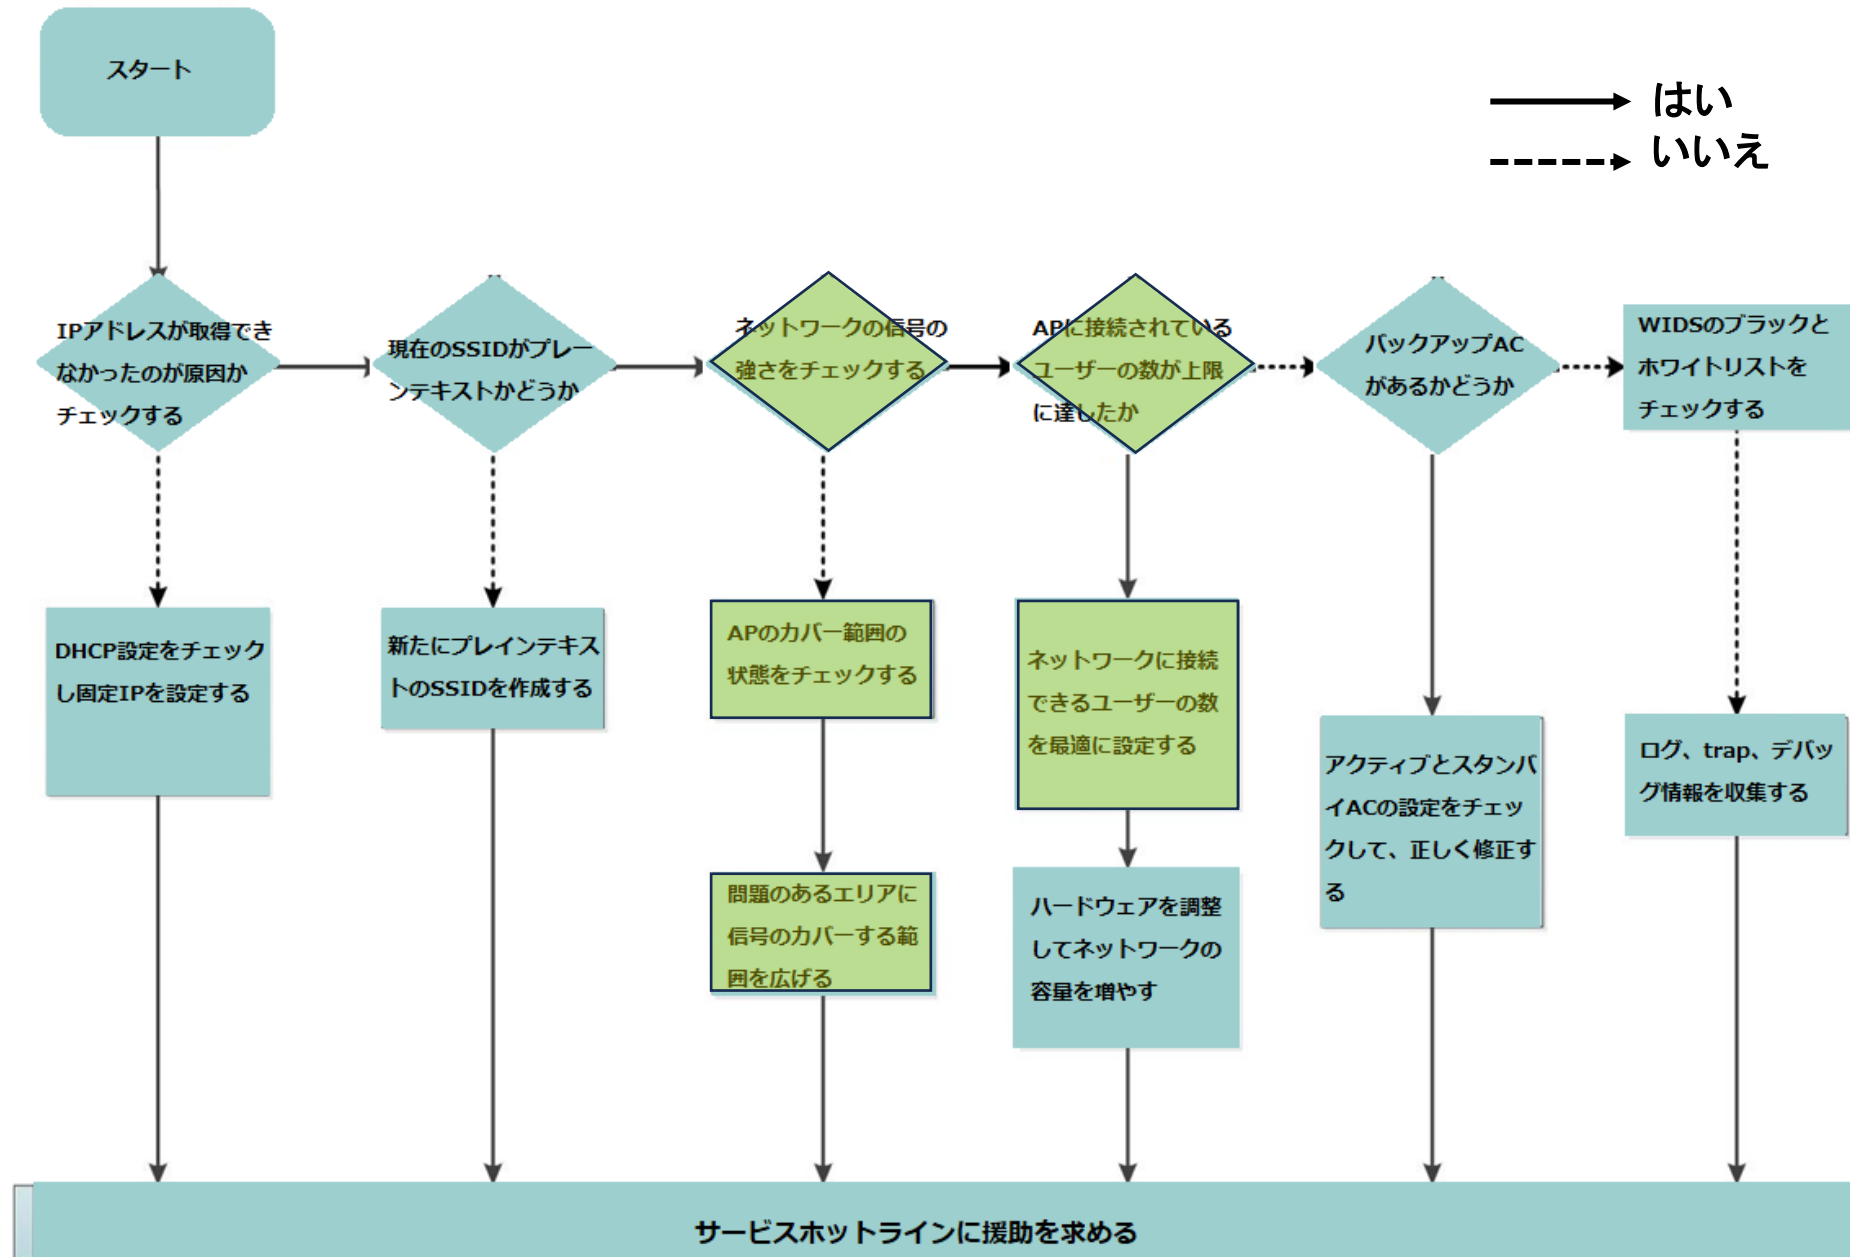 スタート
はい
いいえ
IPアドレスが取得でき
なかったのが原因か
チェックする
現在のSSIDがプレー
ンテキストかどうか
ネットワークの信号の
強さをチェックする
APに接続されている
ユーザーの数が上限
に達したか
バックアップAC
があるかどうか
WIDSのブラックと
ホワイトリストを
チェックする
DHCP設定をチェック
し固定IPを設定する
新たにプレインテキス
トのSSIDを作成する
APのカバー範囲の
状態をチェックする
ネットワークに接続
できるユーザーの数
を最適に設定する
アクティブとスタンバ
イACの設定をチェッ
クして、正しく修正す
る
ログ、trap、デバッ
グ情報を収集する
問題のあるエリアに
信号のカバーする範
囲を広げる
ハードウェアを調整
してネットワークの
容量を増やす
サービスホットラインに援助を求める